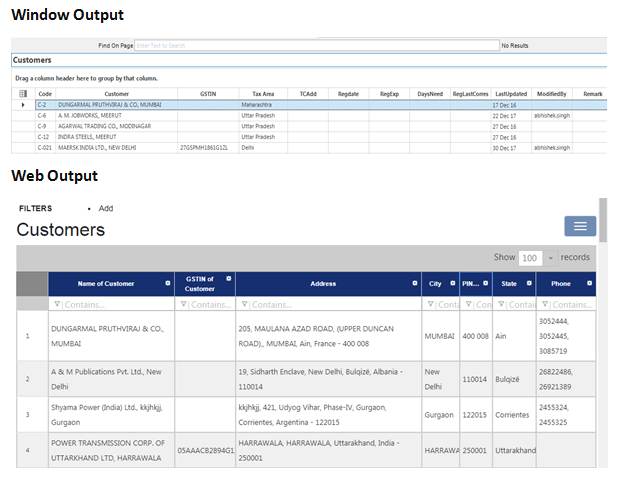 Window Output
Find On Page Enter Text to Search No Results
Customers
Drag a column header here to group by that column.
Code Customer GSTIN Tax Area TCAdd Regdate RegExp DaysNeed RegLastCorres LastUpdated ModifiedBy Remark
C-2 DUNGARMAL PRUTHVIRAJ & CO, MUMBAI Maharashtra 17 Dec 16
C-6 A. M. JOBWORKS, MEERUT Uttar Pradesh 22 Dec 17 abhishek.singh
C-9 AGARWAL TRADING CO., MODINAGAR Uttar Pradesh 27 Dec 16
C-12 INDRA STEELS, MEERUT Uttar Pradesh 27 Dec 16
C-021 MAERSK INDIA LTD., NEW DELHI 27GSPMH1861G1ZL Delhi 30 Dec 17 abhishek.singh
Web Output
FILTERS • Add
Customers
Show 100 records
Name of Customer GSTIN of Customer Address City PIN... State Phone
Contains... Contains... Contains... Conta Con Contain Contains...
1 DUNGARMAL PRUTHVIRAJ & CO., MUMBAI 205, MAULANA AZAD ROAD, (UPPER DUNCAN ROAD),, MUMBAI, Ain, France - 400 008 MUMBAI 400 008 Ain 3052444, 3052445, 3085719
2 A & M Publications Pvt. Ltd., New Delhi 19, Sidharth Enclave, New Delhi, Bulqizë, Albania - 110014 New Delhi 110014 Bulqizë 26822486, 26921389
3 Shyama Power (India) Ltd., kkjhkjj, Gurgaon kkjhkjj, 421, Udyog Vihar, Phase-IV, Gurgaon, Corrientes, Argentina - 122015 Gurgaon 122015 Corrientes 2455324, 2455325
4 POWER TRANSMISSION CORP. OF UTTARKHAND LTD, HARRAWALA 05AAACB2894G1 HARRAWALA, HARRAWALA, Uttarakhand, India - 250001 HARRAWA 250001 Uttarakhand